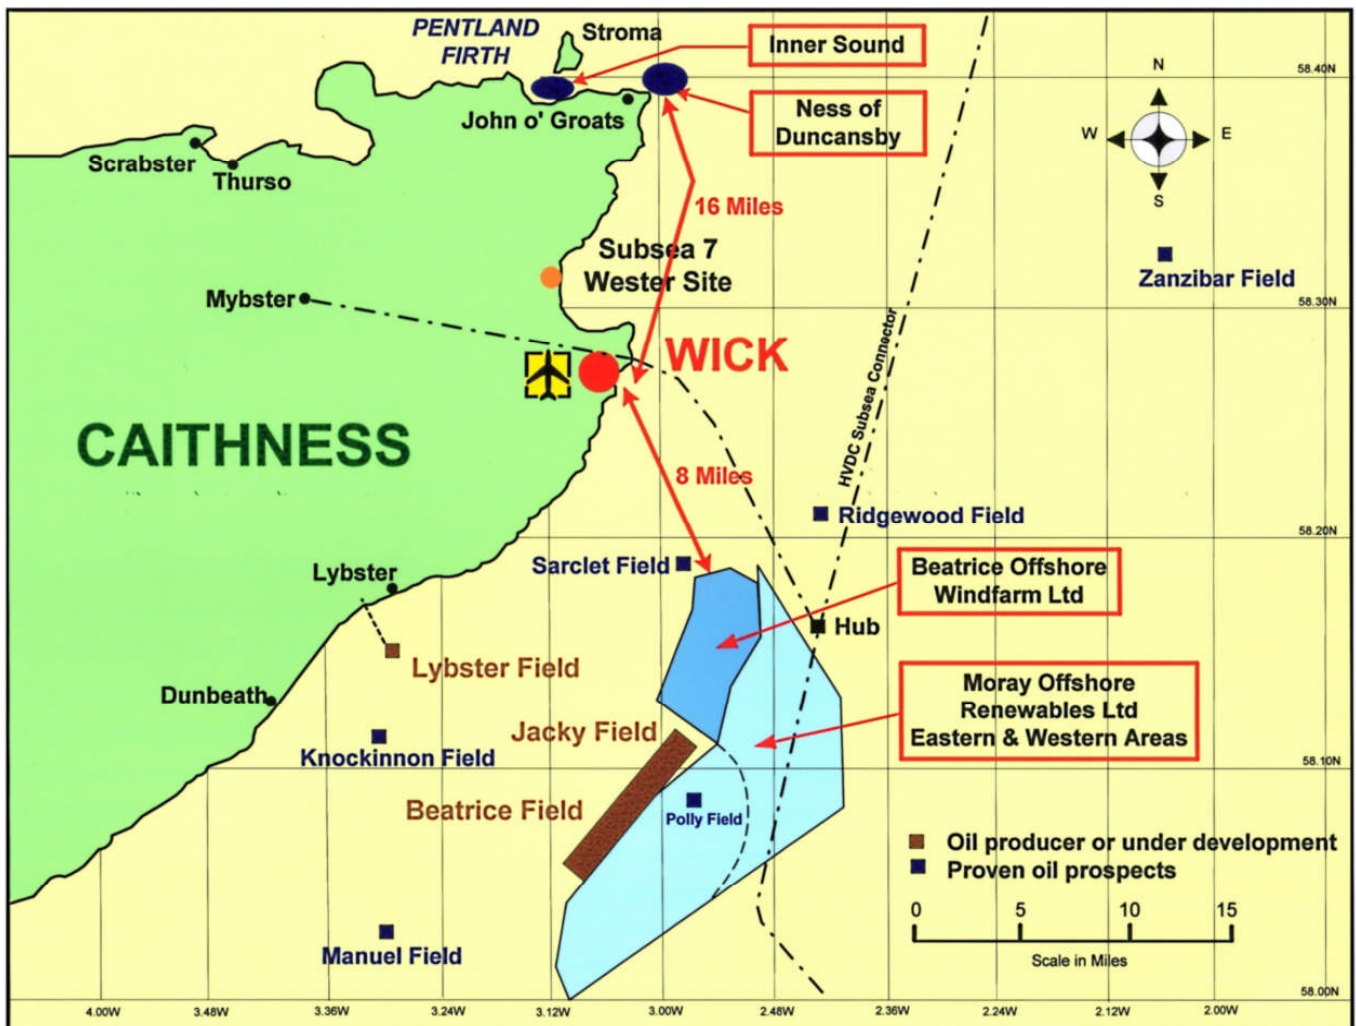 PENTLAND
FIRTH
Stroma
Inner Sound
58.40N
Ness of
Duncansby
John o' Groats
Scrabster
Thurso
N
W
E
S
16 Miles
Subsea 7
Wester Site
Zanzibar Field
Mybster
58.30N
WICK
HVDC Subsea Connector
CAITHNESS
8 Miles
Ridgewood Field
58.20N
Sarclet Field
Beatrice Offshore
Windfarm Ltd
Lybster
Hub
Lybster Field
Moray Offshore
Renewables Ltd
Eastern & Western Areas
Dunbeath
Jacky Field
Knockinnon Field
58.10N
Beatrice Field
Polly Field
Oil producer or under development
Proven oil prospects
0 5 10 15
Scale in Miles
Manuel Field
58.00N
4.00W 3.48W 3.36W 3.24W 3.12W 3.00W 2.48W 2.36W 2.24W 2.12W 2.00W